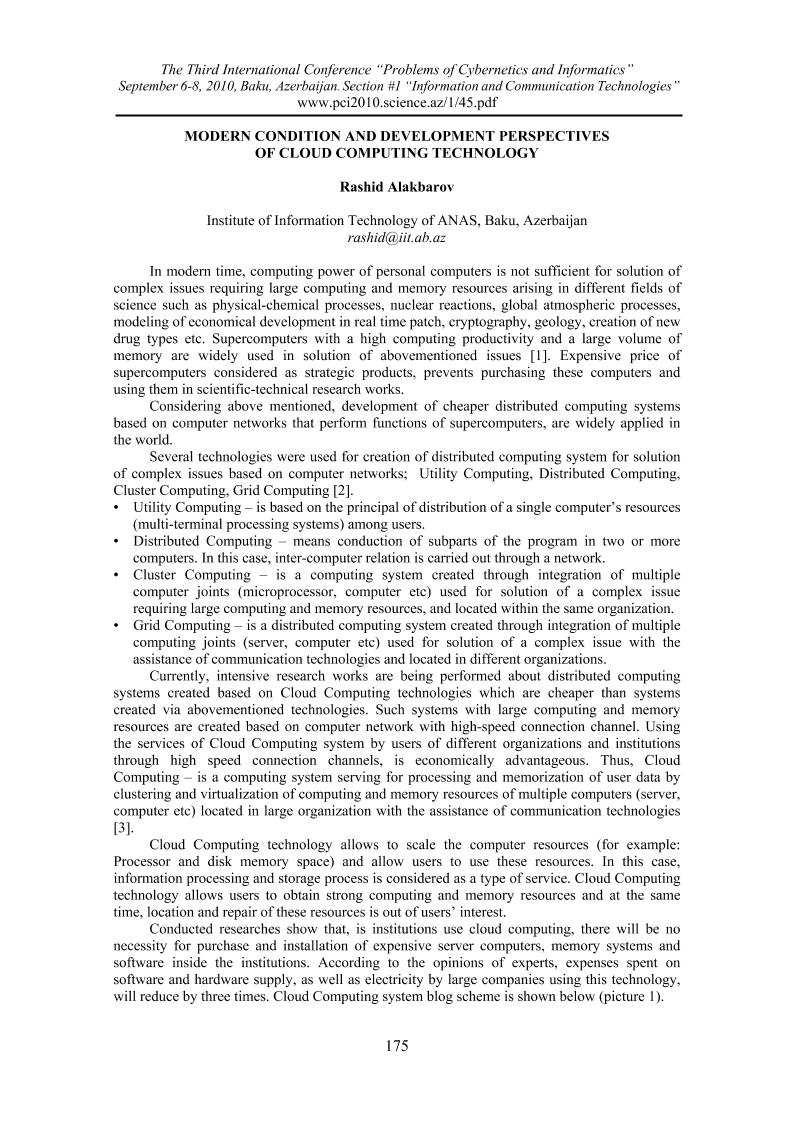 The Third International Conference “Problems of Cybernetics and Informatics”
September 6-8, 2010, Baku, Azerbaijan. Section #1 “Information and Communication Technologies”
www.pci2010.science.az/1/45.pdf
MODERN CONDITION AND DEVELOPMENT PERSPECTIVES
OF CLOUD COMPUTING TECHNOLOGY
Rashid Alakbarov
Institute of Information Technology of ANAS, Baku, Azerbaijan
rashid@iit.ab.az
In modern time, computing power of personal computers is not sufficient for solution of
complex issues requiring large computing and memory resources arising in different fields of
science such as physical-chemical processes, nuclear reactions, global atmospheric processes,
modeling of economical development in real time patch, cryptography, geology, creation of new
drug types etc. Supercomputers with a high computing productivity and a large volume of
memory are widely used in solution of abovementioned issues [1]. Expensive price of
supercomputers considered as strategic products, prevents purchasing these computers and
using them in scientific-technical research works.
Considering above mentioned, development of cheaper distributed computing systems
based on computer networks that perform functions of supercomputers, are widely applied in
the world.
Several technologies were used for creation of distributed computing system for solution
of complex issues based on computer networks; Utility Computing, Distributed Computing,
Cluster Computing, Grid Computing [2].
• Utility Computing – is based on the principal of distribution of a single computer’s resources
(multi-terminal processing systems) among users.
• Distributed Computing – means conduction of subparts of the program in two or more
computers. In this case, inter-computer relation is carried out through a network.
• Cluster Computing – is a computing system created through integration of multiple
computer joints (microprocessor, computer etc) used for solution of a complex issue
requiring large computing and memory resources, and located within the same organization.
• Grid Computing – is a distributed computing system created through integration of multiple
computing joints (server, computer etc) used for solution of a complex issue with the
assistance of communication technologies and located in different organizations.
Currently, intensive research works are being performed about distributed computing
systems created based on Cloud Computing technologies which are cheaper than systems
created via abovementioned technologies. Such systems with large computing and memory
resources are created based on computer network with high-speed connection channel. Using
the services of Cloud Computing system by users of different organizations and institutions
through high speed connection channels, is economically advantageous. Thus, Cloud
Computing – is a computing system serving for processing and memorization of user data by
clustering and virtualization of computing and memory resources of multiple computers (server,
computer etc) located in large organization with the assistance of communication technologies
[3].
Cloud Computing technology allows to scale the computer resources (for example:
Processor and disk memory space) and allow users to use these resources. In this case,
information processing and storage process is considered as a type of service. Cloud Computing
technology allows users to obtain strong computing and memory resources and at the same
time, location and repair of these resources is out of users’ interest.
Conducted researches show that, is institutions use cloud computing, there will be no
necessity for purchase and installation of expensive server computers, memory systems and
software inside the institutions. According to the opinions of experts, expenses spent on
software and hardware supply, as well as electricity by large companies using this technology,
will reduce by three times. Cloud Computing system blog scheme is shown below (picture 1).
175